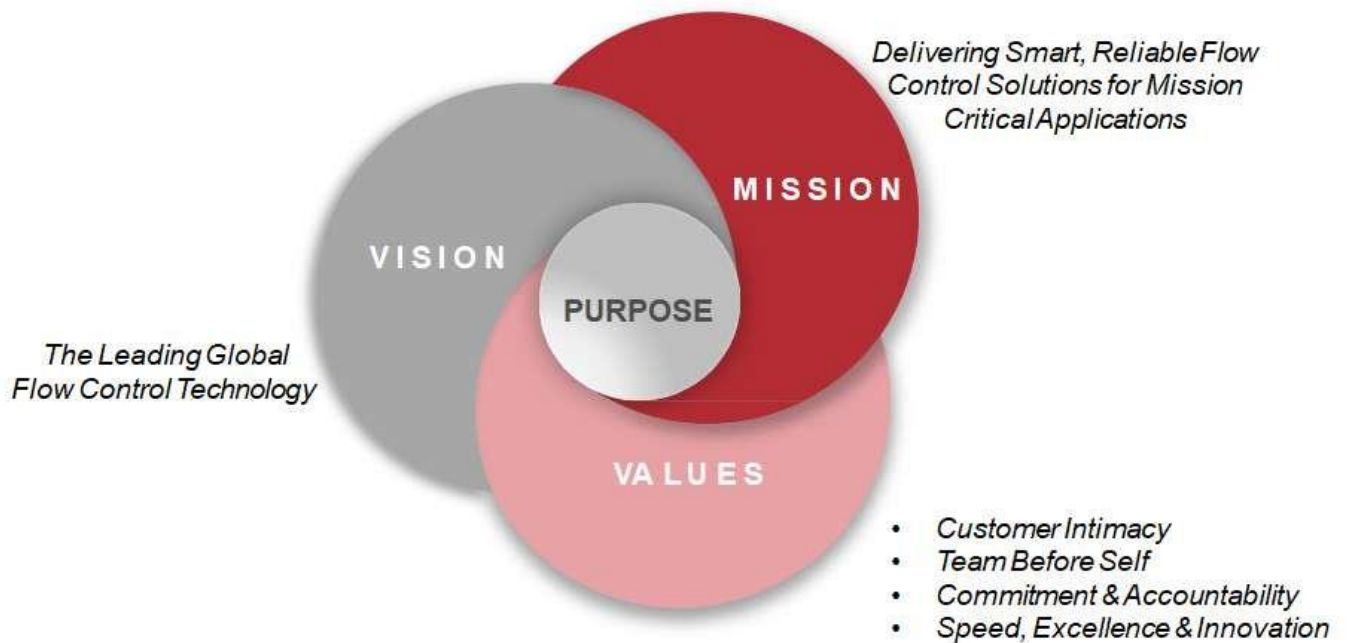 Delivering Smart, Reliable Flow
Control Solutions for Mission
Critical Applications
MISSION
VISION
PURPOSE
The Leading Global
Flow Control Technology
VALUES
• Customer Intimacy
• Team Before Self
• Commitment & Accountability
• Speed, Excellence & Innovation